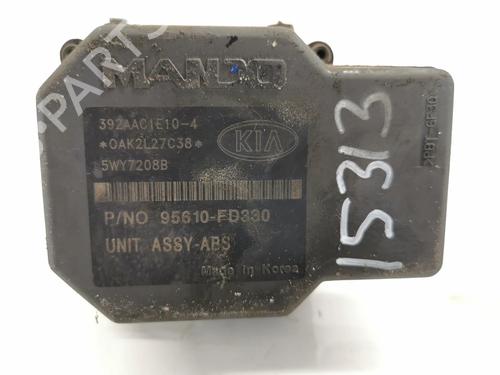 MANDO
392AAC1E10-4
*OAK2L27C38*
KIA
5WY7208B
P/NO 95610-FD330
UNIT ASSY-ABS
Made in Korea
15313